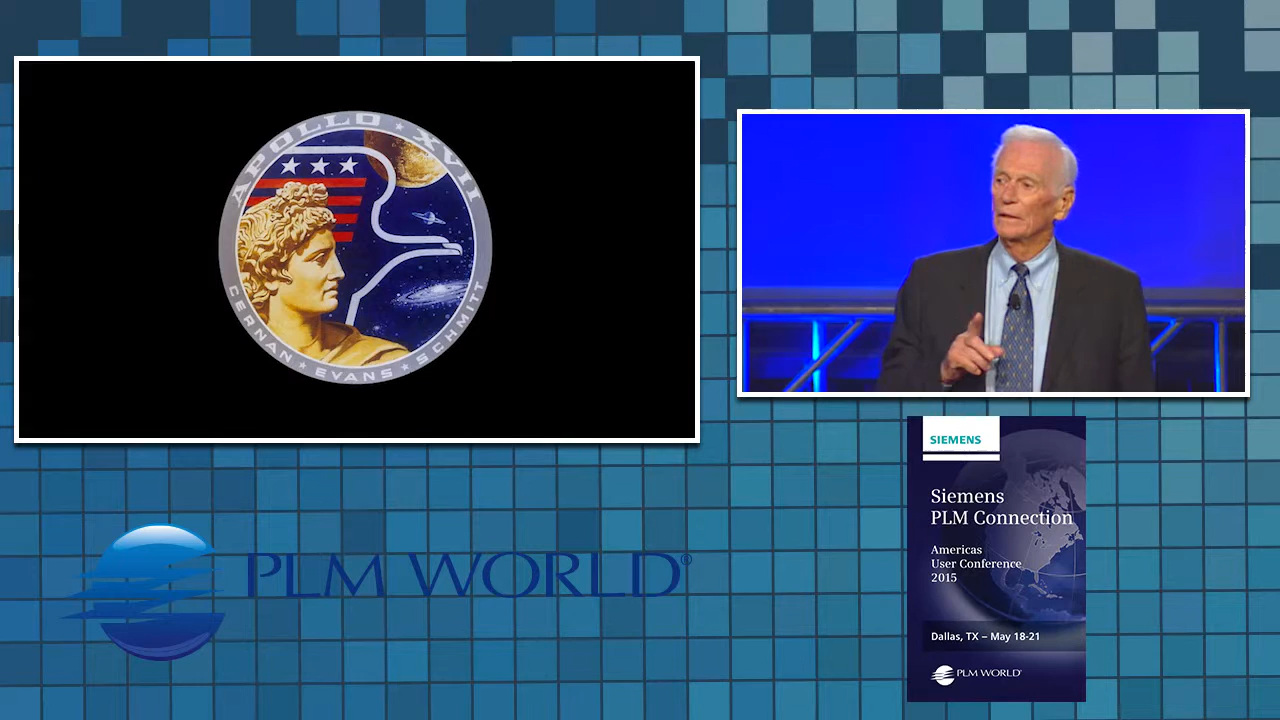 APOLLO XVII
CERNAN EVANS SCHMITT
SIEMENS
Siemens
PLM Connection
Americas
User Conference
2015
Dallas, TX – May 18-21
PLM WORLD®
PLM WORLD®